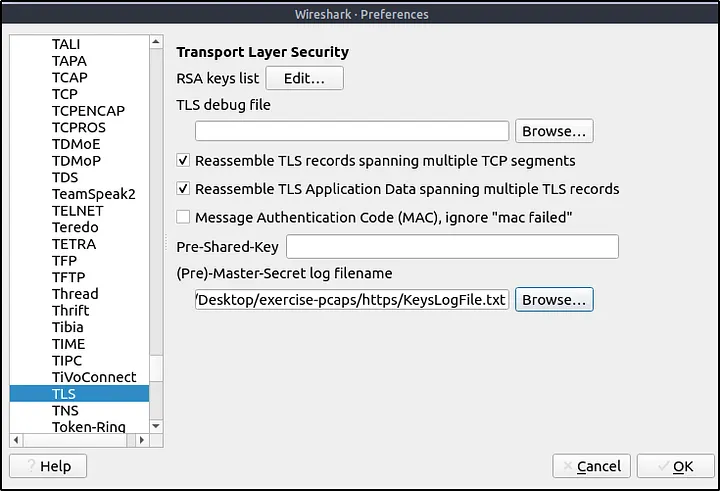 Wireshark · Preferences
TALI
TAPA
TCAP
TCP
TCPENCAP
TCPROS
TDMoE
TDMoP
TDS
TeamSpeak2
TELNET
Teredo
TETRA
TFP
TFTP
Thread
Thrift
Tibia
TIME
TIPC
TiVoConnect
TLS
TNS
Token-Ring
Transport Layer Security
RSA keys list Edit…
TLS debug file
Browse…
Reassemble TLS records spanning multiple TCP segments
Reassemble TLS Application Data spanning multiple TLS records
Message Authentication Code (MAC), ignore "mac failed"
Pre-Shared-Key
(Pre)-Master-Secret log filename
/Desktop/exercise-pcaps/https/KeysLogFile.txt Browse…
? Help
Cancel
OK